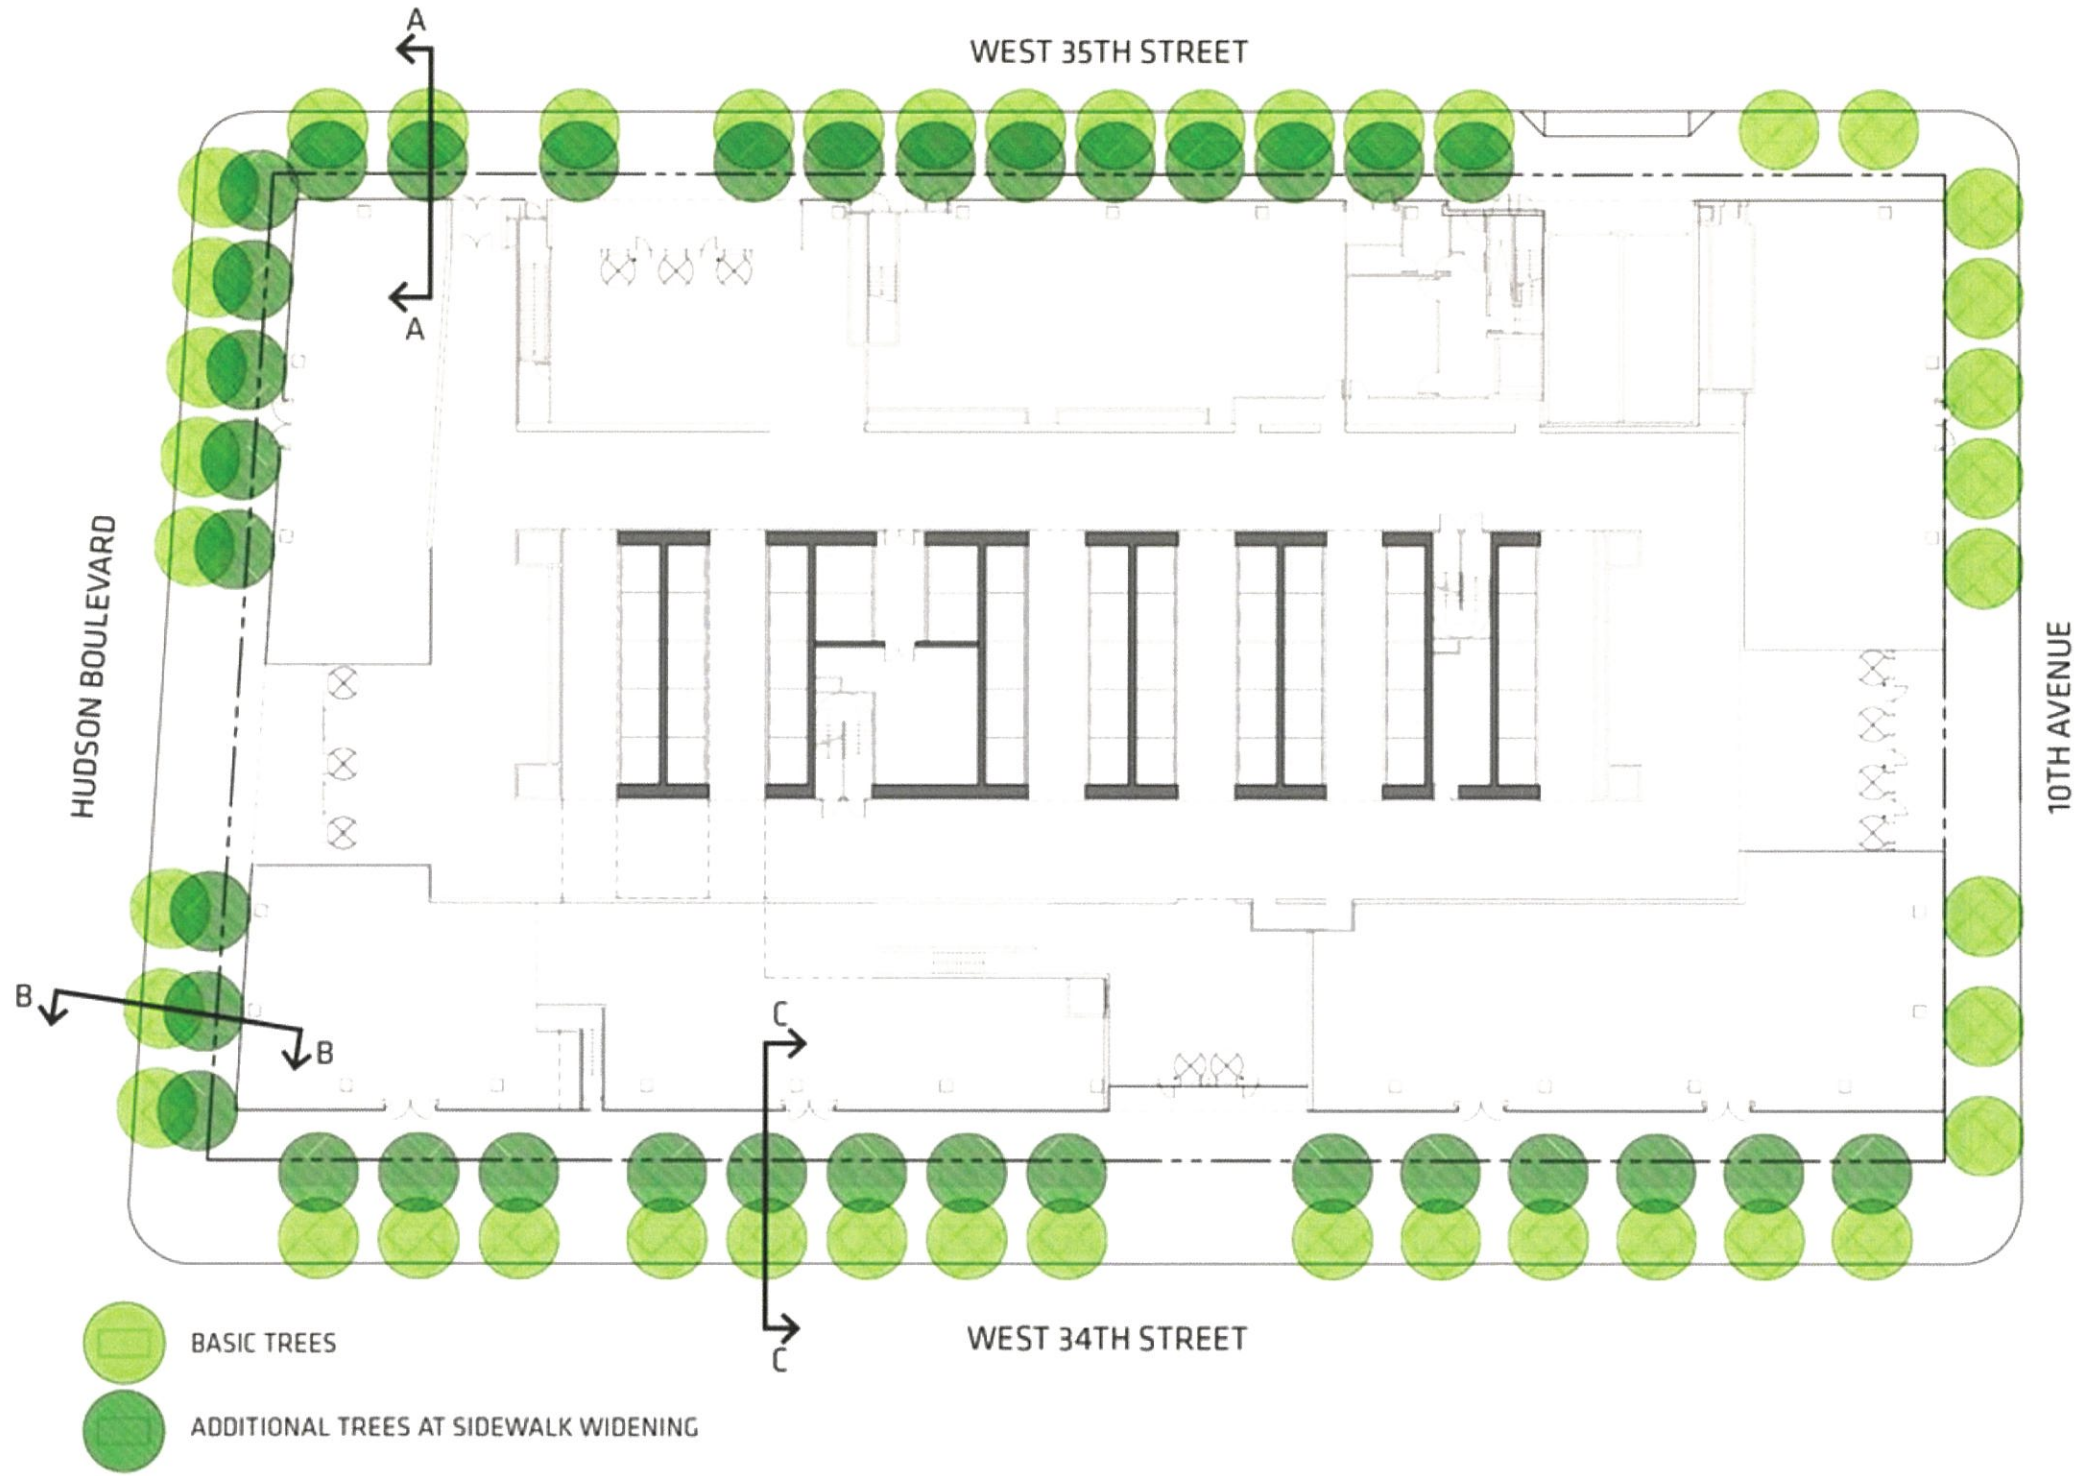 A
WEST 35TH STREET
A
HUDSON BOULEVARD
10TH AVENUE
B
B
C
C
WEST 34TH STREET
BASIC TREES
ADDITIONAL TREES AT SIDEWALK WIDENING